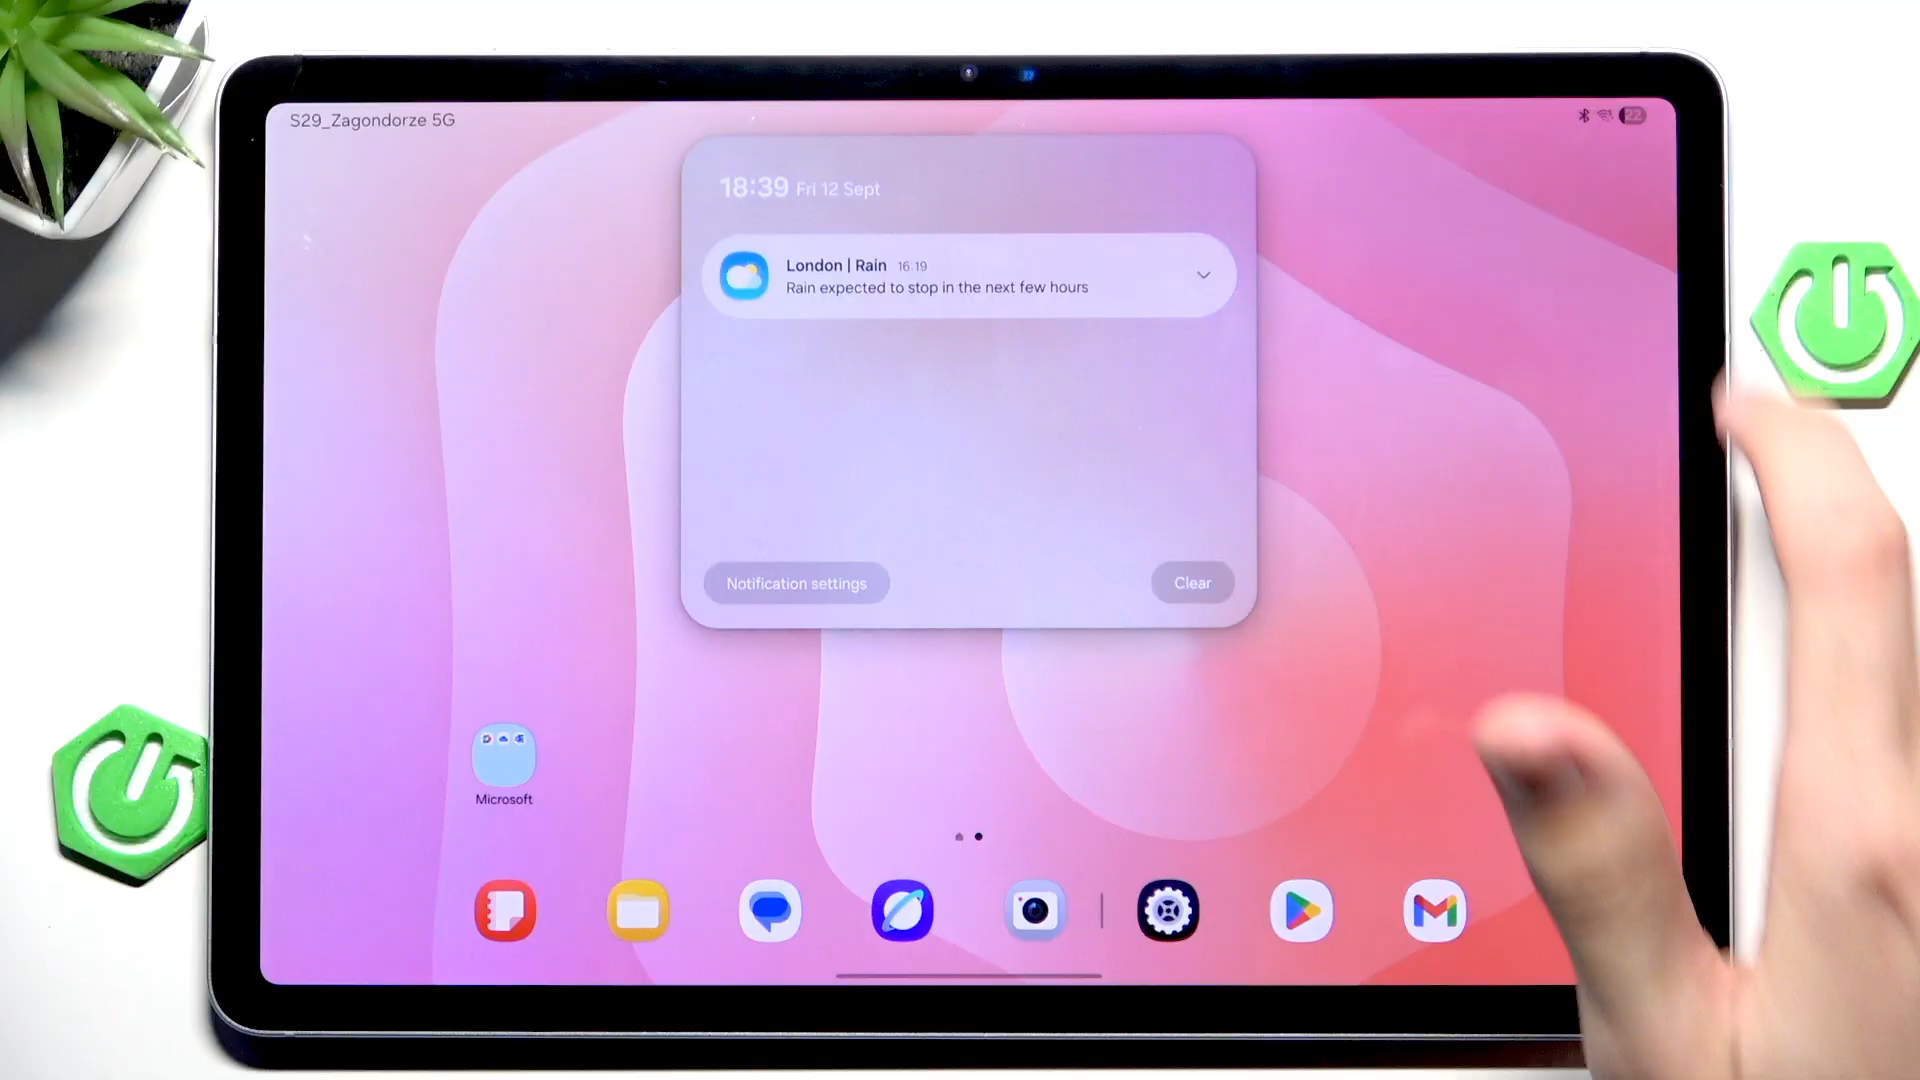 S29_Zagondorze 5G
22
18:39 Fri 12 Sept
London | Rain 16:19
Rain expected to stop in the next few hours
Notification settings
Clear
Microsoft